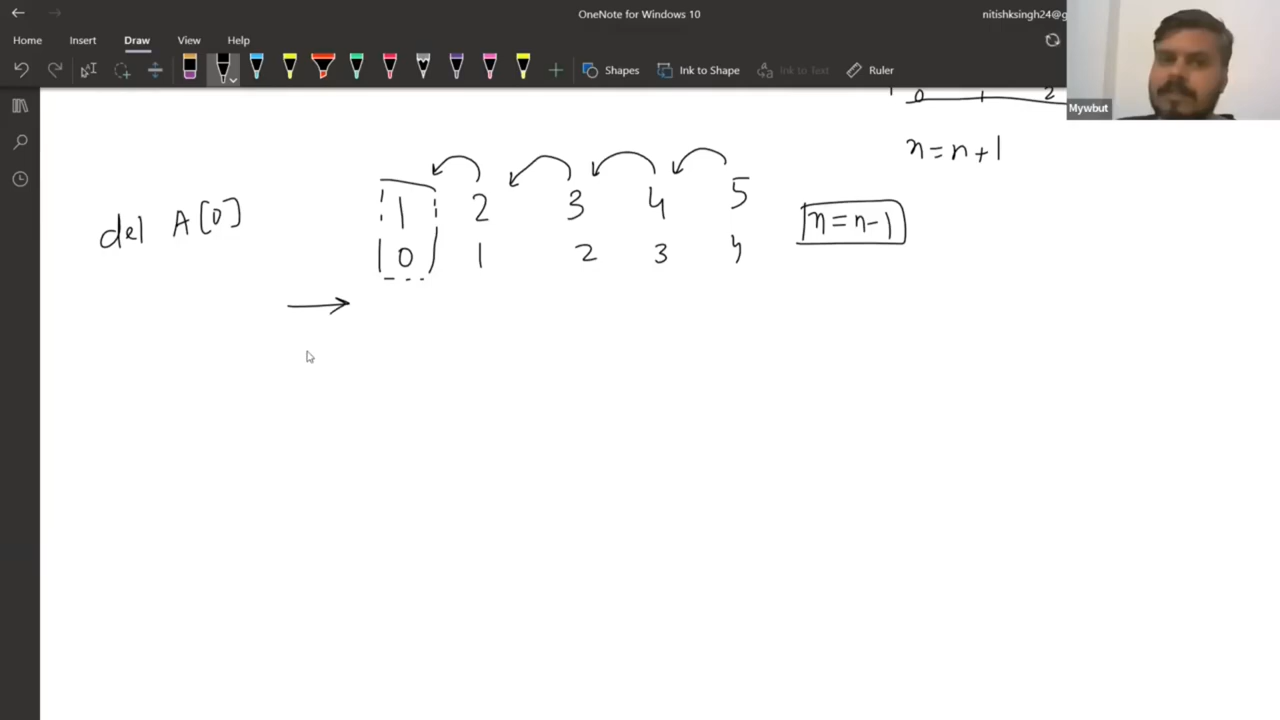 OneNote for Windows 10
nitishksingh24@g
Home Insert Draw View Help
Shapes Ink to Shape Ink to Text Ruler
Mywbut
0 1 2
n=n+1
del A[0]
1 2 3 4 5
0 1 2 3 4
n=n-1